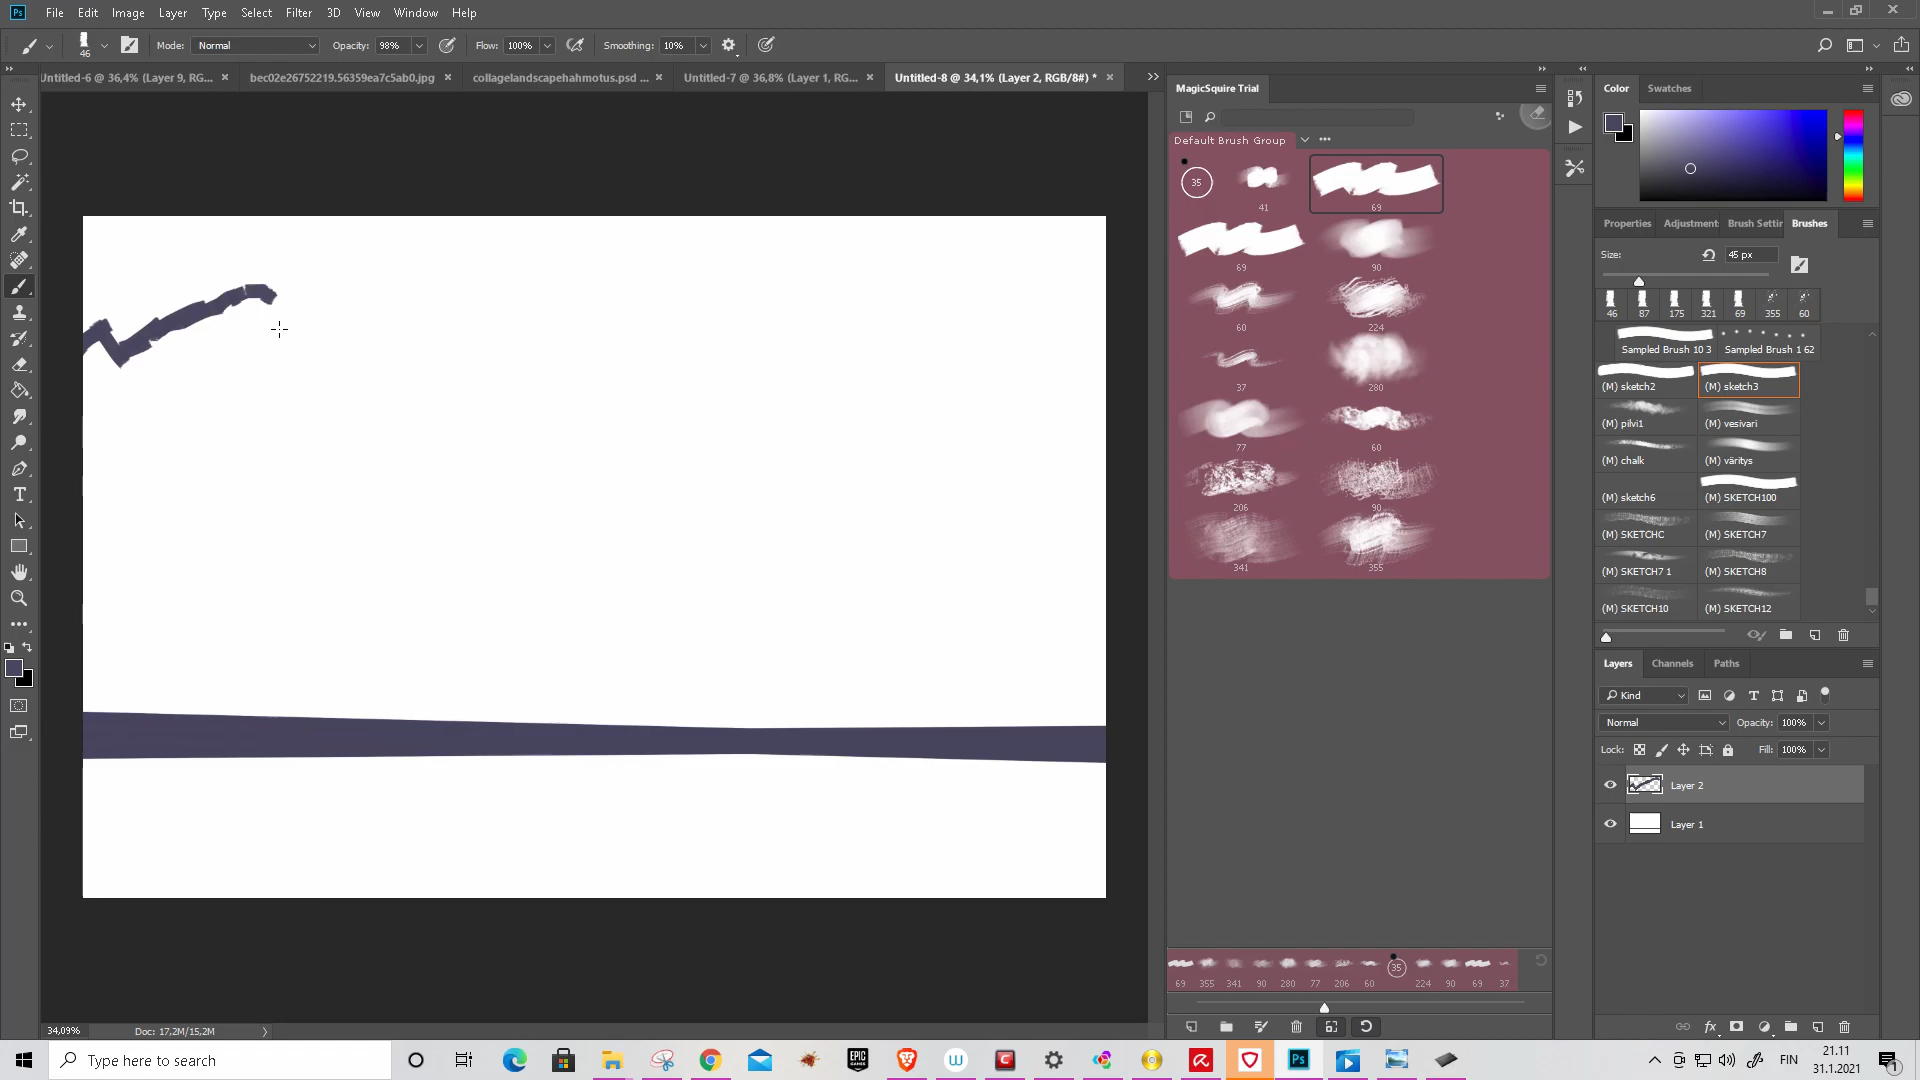 Ps File Edit Image Layer Type Select Filter 3D View Window Help
46 Mode: Normal Opacity: 98% Flow: 100% Smoothing: 10%
Untitled-6 @ 36,4% (Layer 9, RG... bec02e26752219.56359ea7c5ab0.jpg collagelandscapehahmotus.psd ... Untitled-7 @ 36,8% (Layer 1, RG... Untitled-8 @ 34,1% (Layer 2, RGB/8#) *
MagicSquire Trial
Default Brush Group
35 41 69
69 90
60 224
37 280
77 60
206 90
341 355
35
69 355 341 90 280 77 206 60 224 90 69 37
Color Swatches
Properties Adjustment Brush Settir Brushes
Size: 45 px
46 87 175 321 69 355 60
Sampled Brush 10 3 Sampled Brush 1 62
(M) sketch2 (M) sketch3
(M) pilvi1 (M) vesivari
(M) chalk (M) väritys
(M) sketch6 (M) SKETCH100
(M) SKETCHC (M) SKETCH7
(M) SKETCH7 1 (M) SKETCH8
(M) SKETCH10 (M) SKETCH12
Layers Channels Paths
Kind
Normal Opacity: 100%
Lock: Fill: 100%
Layer 2
Layer 1
34,09% Doc: 17,2M/15,2M
Type here to search
EPIC GAMES
Ps
FIN
21.11
31.1.2021
1